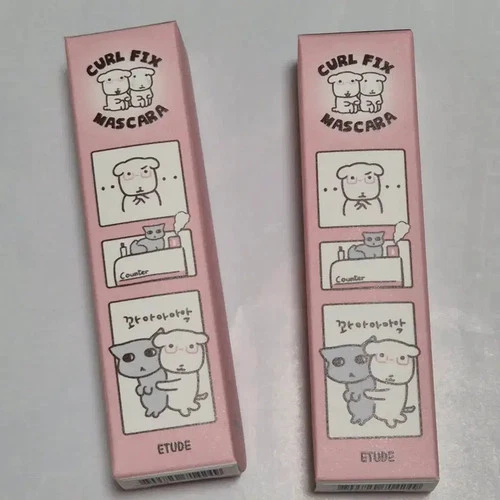 CURL FIX
MASCARA
...
...
Counter
꽈아아아악
ETUDE
CURL FIX
MASCARA
...
...
Counter
꽈아아아악
ETUDE